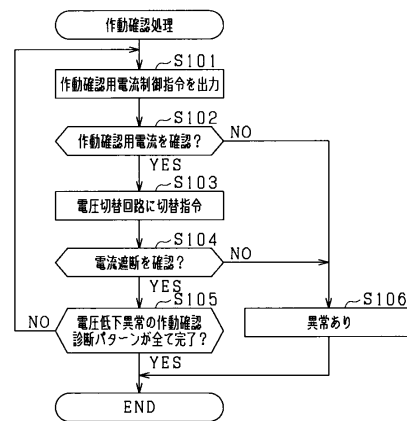 作動確認処理
S101
作動確認用電流制御指令を出力
S102
作動確認用電流を確認?
NO
YES
S103
電圧切替回路に切替指令
S104
電流遮断を確認?
NO
YES
S105
電圧低下異常の作動確認
診断パターンが全て完了?
NO
YES
S106
異常あり
END